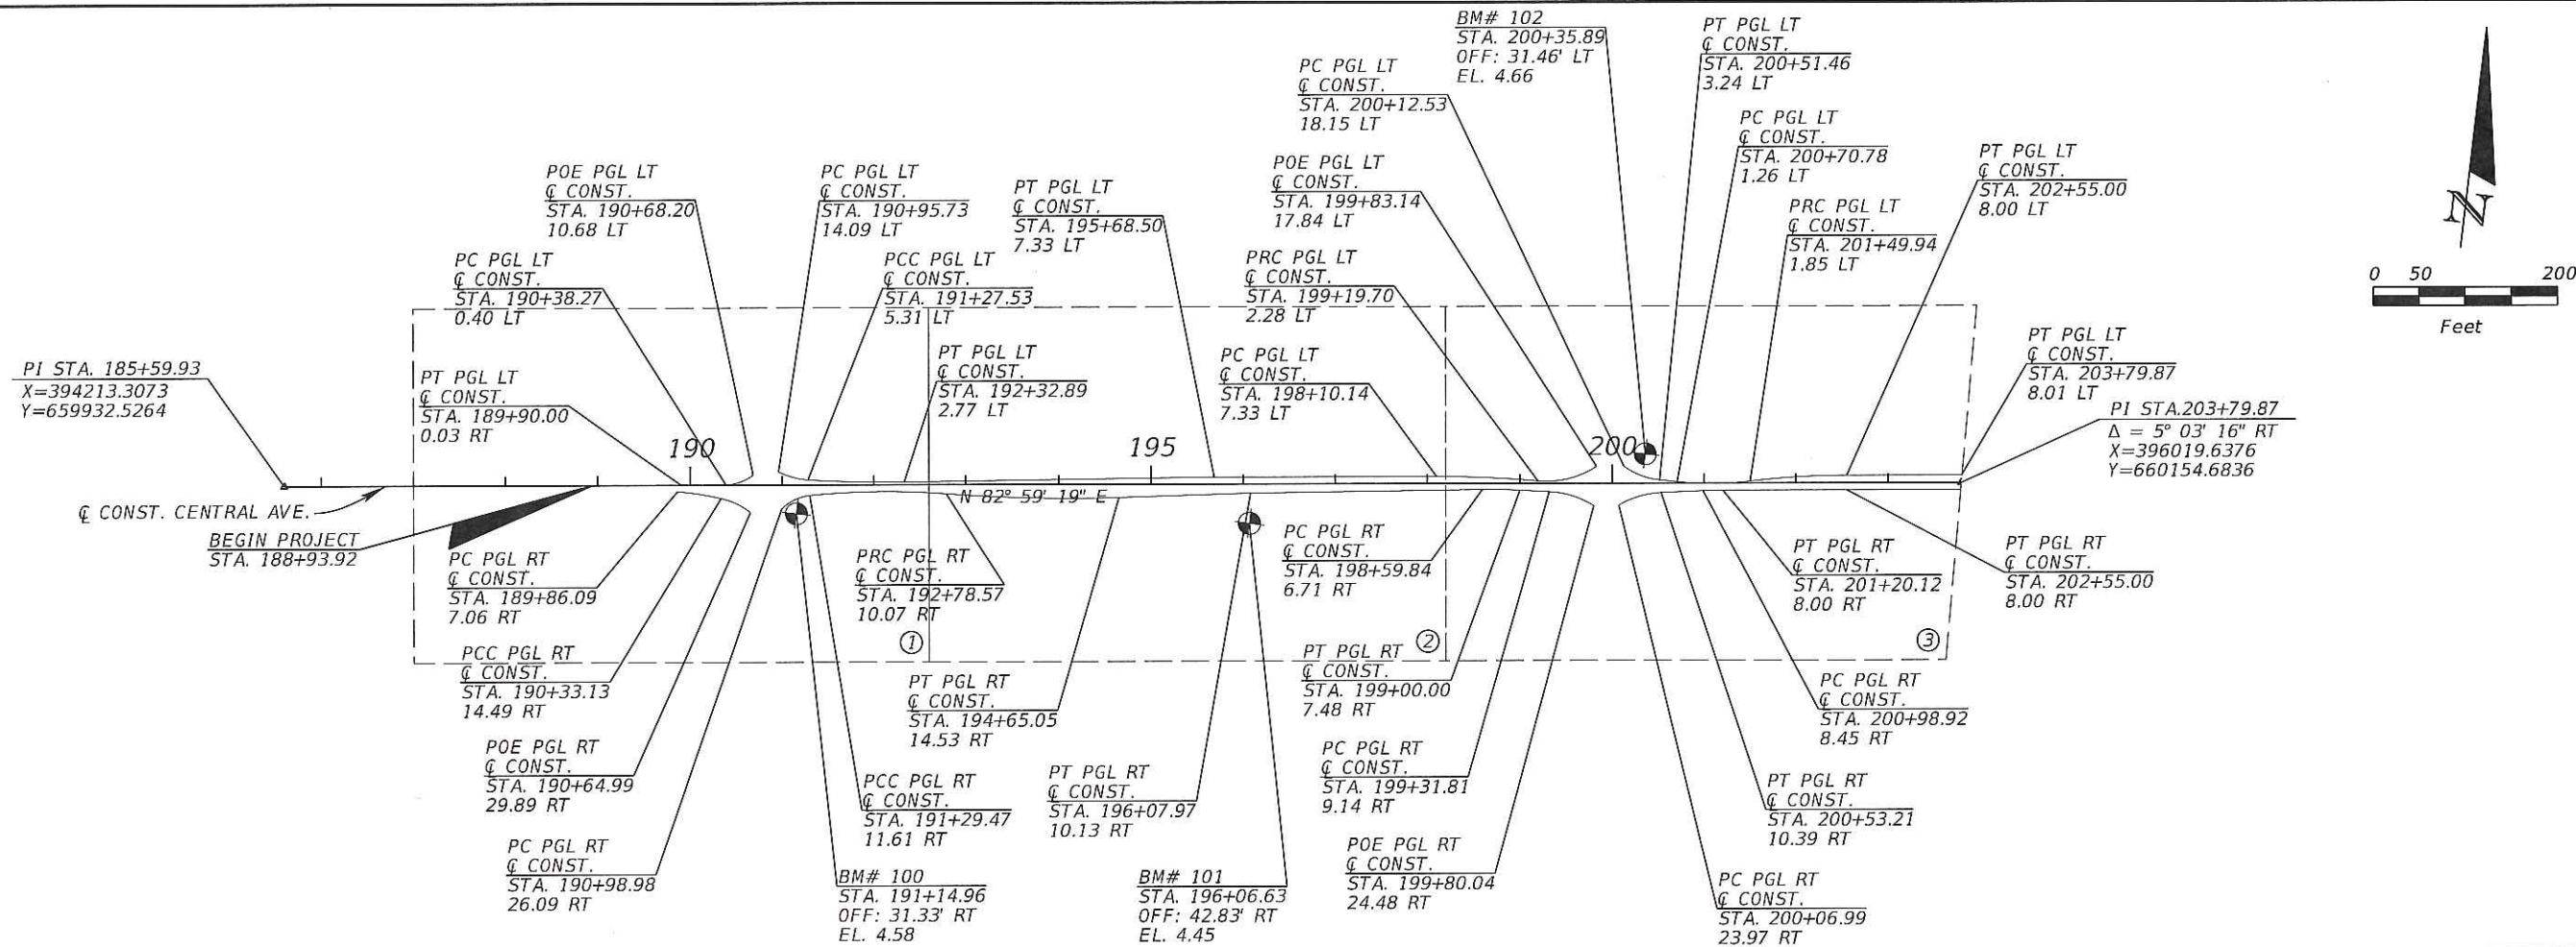 BM# 102
STA. 200+35.89
OFF: 31.46' LT
EL. 4.66
PT PGL LT
℄ CONST.
STA. 200+51.46
3.24 LT
PC PGL LT
℄ CONST.
STA. 200+12.53
18.15 LT
PC PGL LT
℄ CONST.
STA. 200+70.78
1.26 LT
PT PGL LT
℄ CONST.
STA. 202+55.00
8.00 LT
POE PGL LT
℄ CONST.
STA. 190+68.20
10.68 LT
PC PGL LT
℄ CONST.
STA. 190+95.73
14.09 LT
PT PGL LT
℄ CONST.
STA. 195+68.50
7.33 LT
POE PGL LT
℄ CONST.
STA. 199+83.14
17.84 LT
PRC PGL LT
℄ CONST.
STA. 201+49.94
1.85 LT
N
0 50 200
Feet
PC PGL LT
℄ CONST.
STA. 190+38.27
0.40 LT
PCC PGL LT
℄ CONST.
STA. 191+27.53
5.31 LT
PRC PGL LT
℄ CONST.
STA. 199+19.70
2.28 LT
PT PGL LT
℄ CONST.
STA. 203+79.87
8.01 LT
PI STA. 185+59.93
X=394213.3073
Y=659932.5264
PT PGL LT
℄ CONST.
STA. 189+90.00
0.03 RT
PT PGL LT
℄ CONST.
STA. 192+32.89
2.77 LT
PC PGL LT
℄ CONST.
STA. 198+10.14
7.33 LT
PI STA.203+79.87
Δ = 5° 03' 16" RT
X=396019.6376
Y=660154.6836
190
195
200
N 82° 59' 19" E
℄ CONST. CENTRAL AVE.
BEGIN PROJECT
STA. 188+93.92
PC PGL RT
℄ CONST.
STA. 189+86.09
7.06 RT
PRC PGL RT
℄ CONST.
STA. 192+78.57
10.07 RT
PC PGL RT
℄ CONST.
STA. 198+59.84
6.71 RT
PT PGL RT
℄ CONST.
STA. 201+20.12
8.00 RT
PT PGL RT
℄ CONST.
STA. 202+55.00
8.00 RT
1
2
3
PCC PGL RT
℄ CONST.
STA. 190+33.13
14.49 RT
PT PGL RT
℄ CONST.
STA. 194+65.05
14.53 RT
PT PGL RT
℄ CONST.
STA. 199+00.00
7.48 RT
PC PGL RT
℄ CONST.
STA. 200+98.92
8.45 RT
POE PGL RT
℄ CONST.
STA. 190+64.99
29.89 RT
PCC PGL RT
℄ CONST.
STA. 191+29.47
11.61 RT
PT PGL RT
℄ CONST.
STA. 196+07.97
10.13 RT
PC PGL RT
℄ CONST.
STA. 199+31.81
9.14 RT
PT PGL RT
℄ CONST.
STA. 200+53.21
10.39 RT
PC PGL RT
℄ CONST.
STA. 190+98.98
26.09 RT
BM# 100
STA. 191+14.96
OFF: 31.33' RT
EL. 4.58
BM# 101
STA. 196+06.63
OFF: 42.83' RT
EL. 4.45
POE PGL RT
℄ CONST.
STA. 199+80.04
24.48 RT
PC PGL RT
℄ CONST.
STA. 200+06.99
23.97 RT